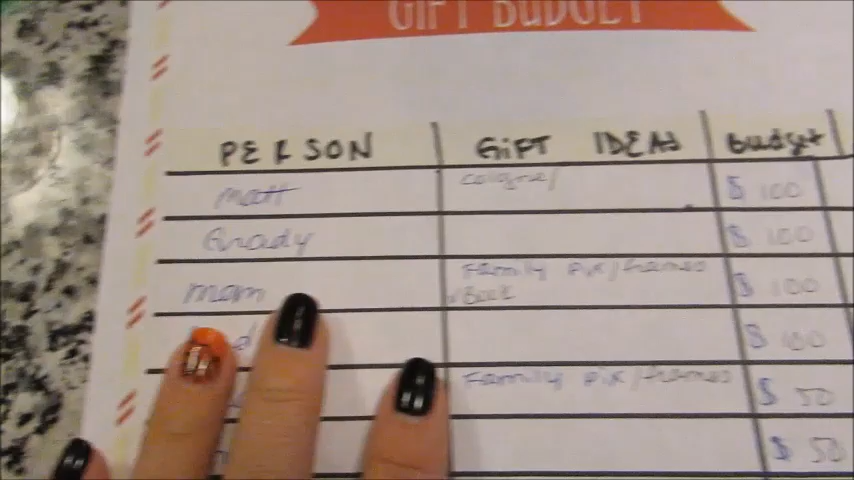 GIFT BUDGET
PERSON GIFT IDEAS Budget
Matt cologne/ $ 100
Grady $ 100
mom Family pix/frames $ 100
d $ 100
Family pix/frames $ 50
$ 50